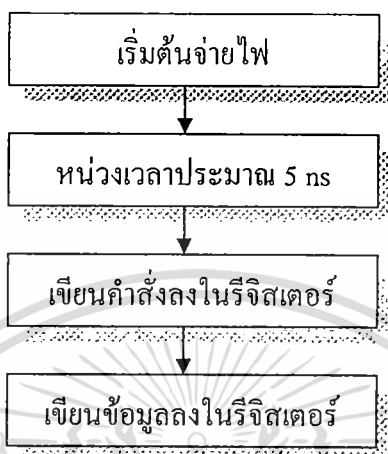 เริ่มต้นจ่ายไฟ
หน่วงเวลาประมาณ 5 ns
เขียนคำสั่งลงในรีจิสเตอร์
เขียนข้อมูลลงในรีจิสเตอร์